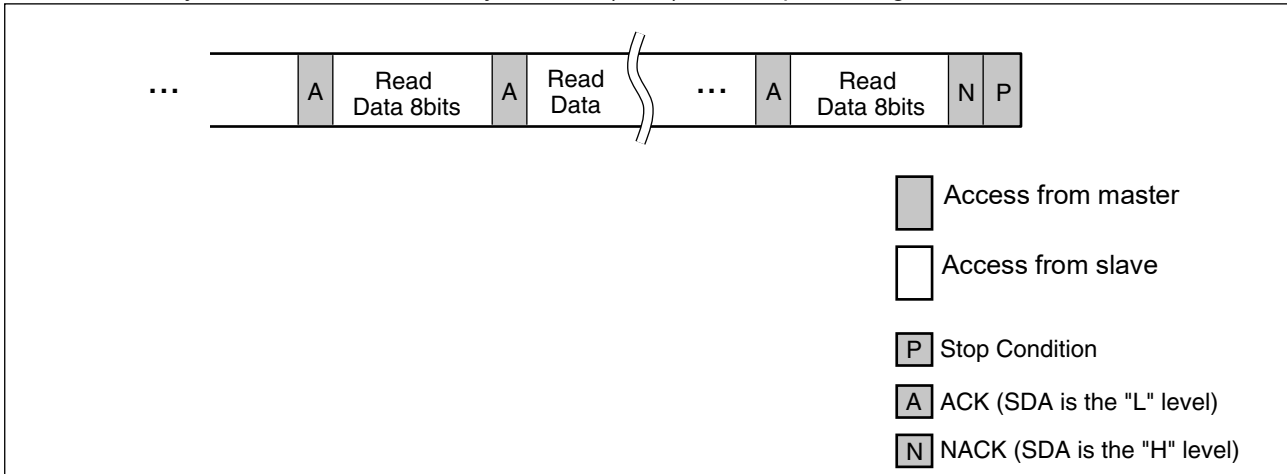 ... A Read Data 8bits A Read Data ... A Read Data 8bits N P
Access from master
Access from slave
P Stop Condition
A ACK (SDA is the "L" level)
N NACK (SDA is the "H" level)